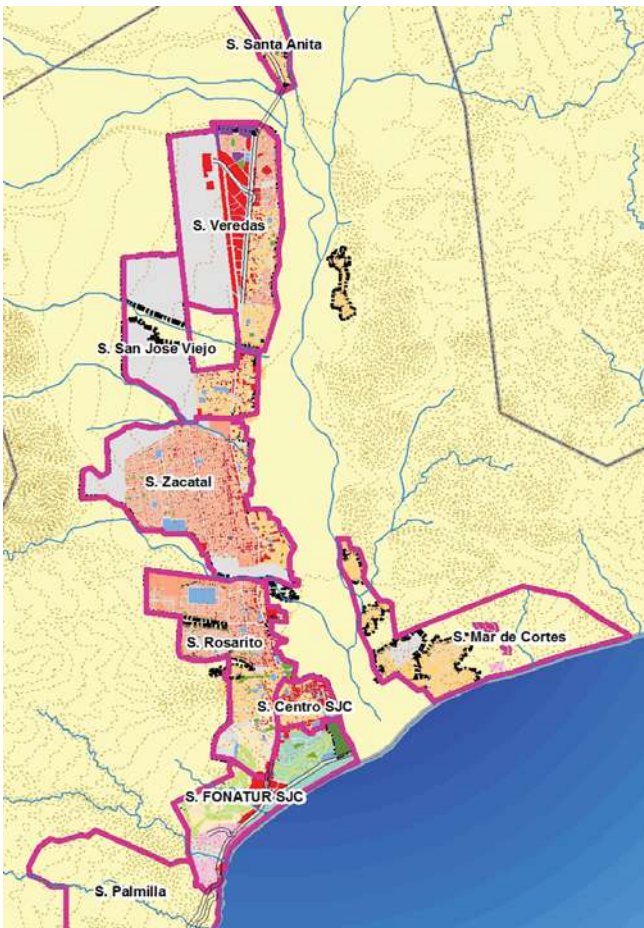 S. Santa Anita
S. Veredas
S. San Jose Viejo
S. Zacatal
S. Rosarito
S. Mar de Cortes
S. Centro SJC
S. FONATUR SJC
S. Palmilla